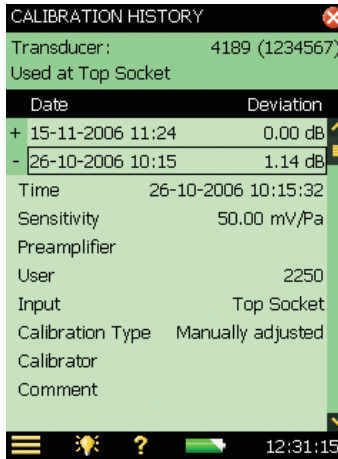 CALIBRATION HISTORY
Transducer: 4189 (1234567)
Used at Top Socket
Date Deviation
+ 15-11-2006 11:24 0.00 dB
- 26-10-2006 10:15 1.14 dB
Time 26-10-2006 10:15:32
Sensitivity 50.00 mV/Pa
Preamplifier
User 2250
Input Top Socket
Calibration Type Manually adjusted
Calibrator
Comment
? 12:31:15